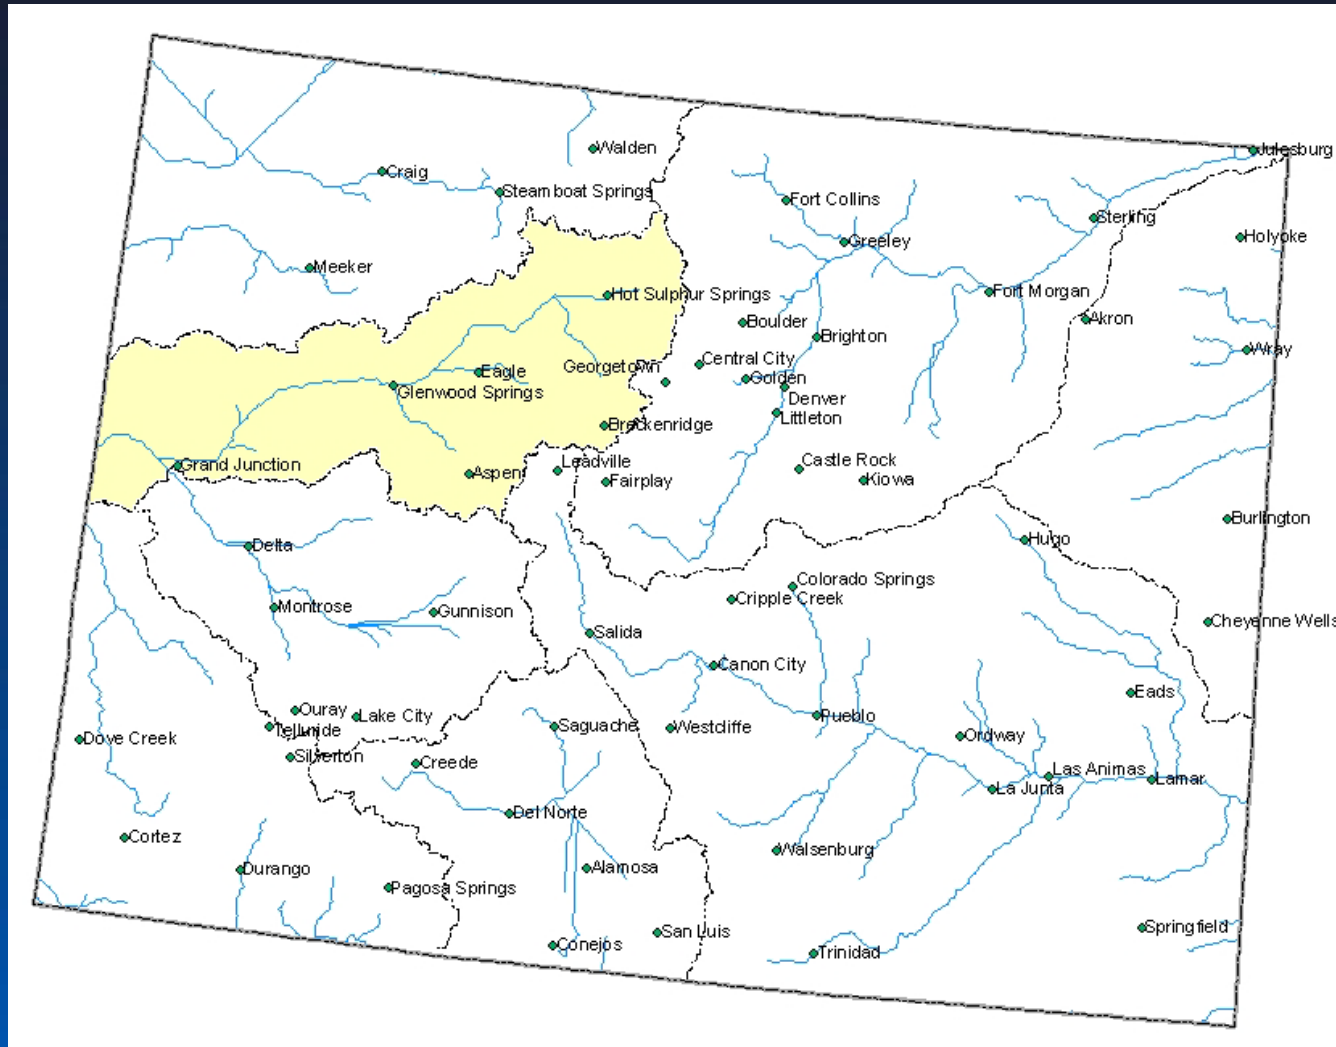 Julesburg
Walden
Craig
Steamboat Springs
Fort Collins
Sterling
Holyoke
Greeley
Meeker
Hot Sulphur Springs
Fort Morgan
Boulder
Akron
Brighton
Wray
Central City
Georgetown
Eagle
Golden
Glenwood Springs
Denver
Littleton
Breckenridge
Castle Rock
Leadville
Grand Junction
Aspen
Fairplay
Kiowa
Burlington
Hugo
Delta
Colorado Springs
Cripple Creek
Montrose
Gunnison
Cheyenne Wells
Salida
Canon City
Eads
Ouray
Lake City
Pueblo
Saguache
Westcliffe
Telluride
Ordway
Dove Creek
Silverton
Creede
Las Animas
Lamar
La Junta
Del Norte
Cortez
Walsenburg
Durango
Alamosa
Pagosa Springs
Springfield
San Luis
Conejos
Trinidad